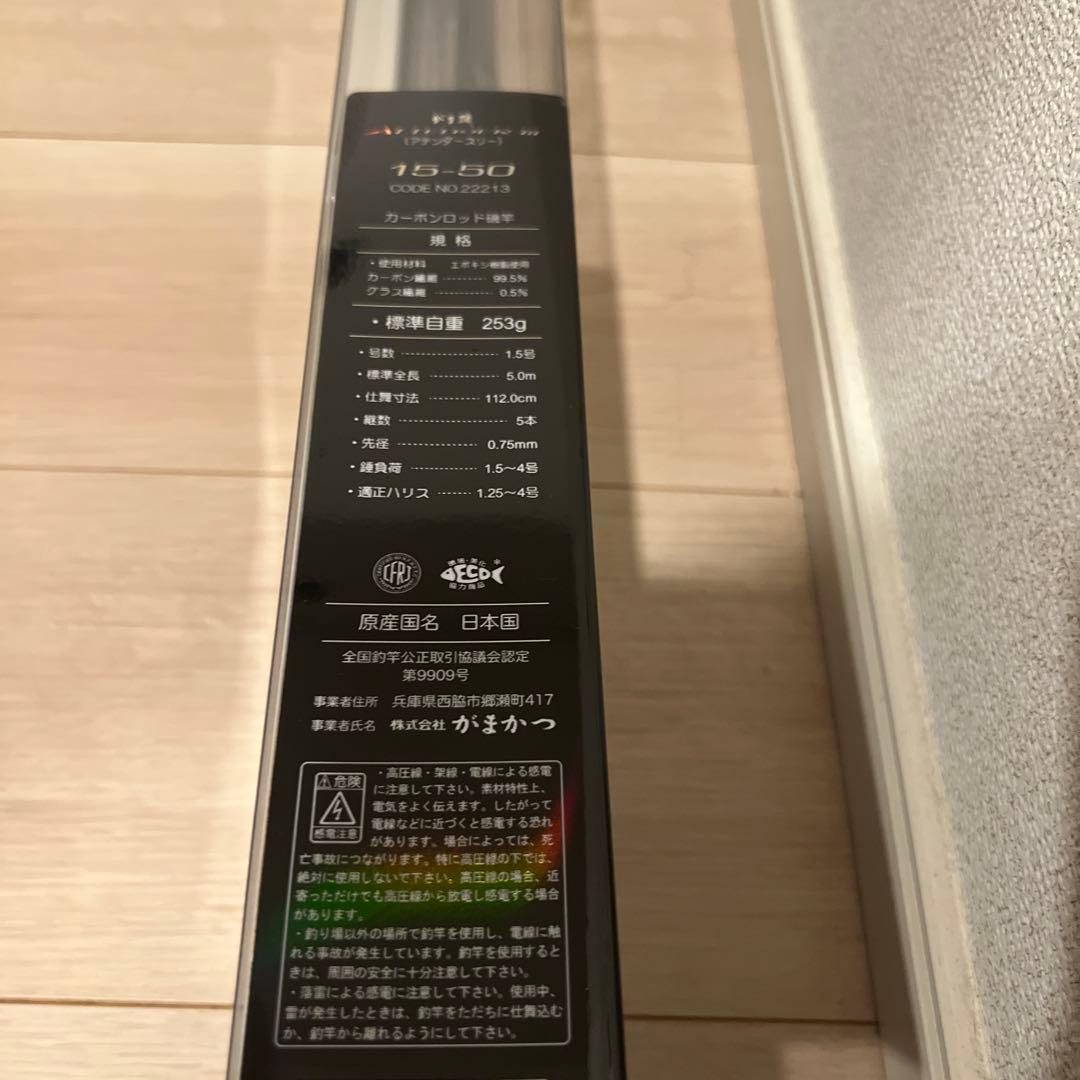 がま磯
(アテンダースリー)
15-50
CODE NO.22213
カーボンロッド磯竿
規格
・使用材料 エポキシ樹脂使用
カーボン繊維 ………… 99.5%
グラス繊維 ………… 0.5%
・標準自重 253g
・号数 ………… 1.5号
・標準全長 ………… 5.0m
・仕舞寸法 ………… 112.0cm
・継数 ………… 5本
・先径 ………… 0.75mm
・錘負荷 ………… 1.5〜4号
・適正ハリス ……… 1.25〜4号
CFRJ
環境・美化
ECO
協力商品
原産国名 日本国
全国釣竿公正取引協議会認定
第9909号
事業者住所 兵庫県西脇市郷瀬町417
事業者氏名 株式会社 がまかつ
⚠危険
感電注意
・高圧線・架線・電線による感電
に注意して下さい。素材特性上、
電気をよく伝えます。したがって
電線などに近づくと感電する恐れ
があります。場合によっては、死
亡事故につながります。特に高圧線の下では、
絶対に使用しないで下さい。高圧線の場合、近
寄っただけでも高圧線から放電し感電する場合
があります。
・釣り場以外の場所で釣竿を使用し、電線に触
れる事故が発生しています。釣竿を使用すると
きは、周囲の安全に十分注意して下さい。
・落雷による感電に注意して下さい。使用中、
雷が発生したときは、釣竿をただちに仕舞込む
か、釣竿から離れるようにして下さい。